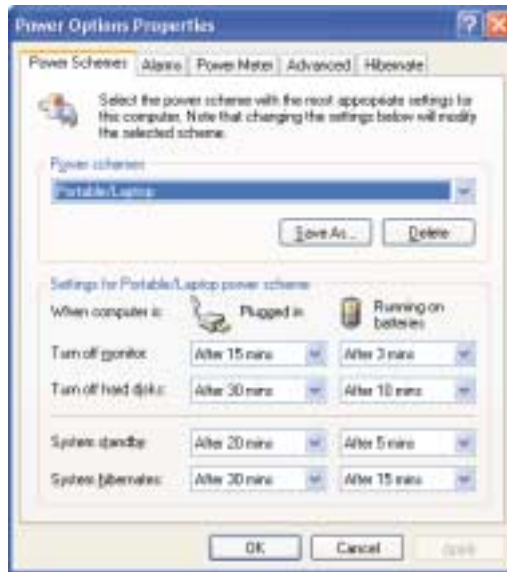 Power Options Properties
Power Schemes Alarms Power Meter Advanced Hibernate
Select the power scheme with the most appropriate settings for
this computer. Note that changing the settings below will modify
the selected scheme.
Power schemes
Portable/Laptop
Save As... Delete
Settings for Portable/Laptop power scheme
When computer is: Plugged in Running on
batteries
Turn off monitor: After 15 mins After 3 mins
Turn off hard disks: After 30 mins After 10 mins
System standby: After 20 mins After 5 mins
System hibernates: After 30 mins After 15 mins
OK Cancel Apply